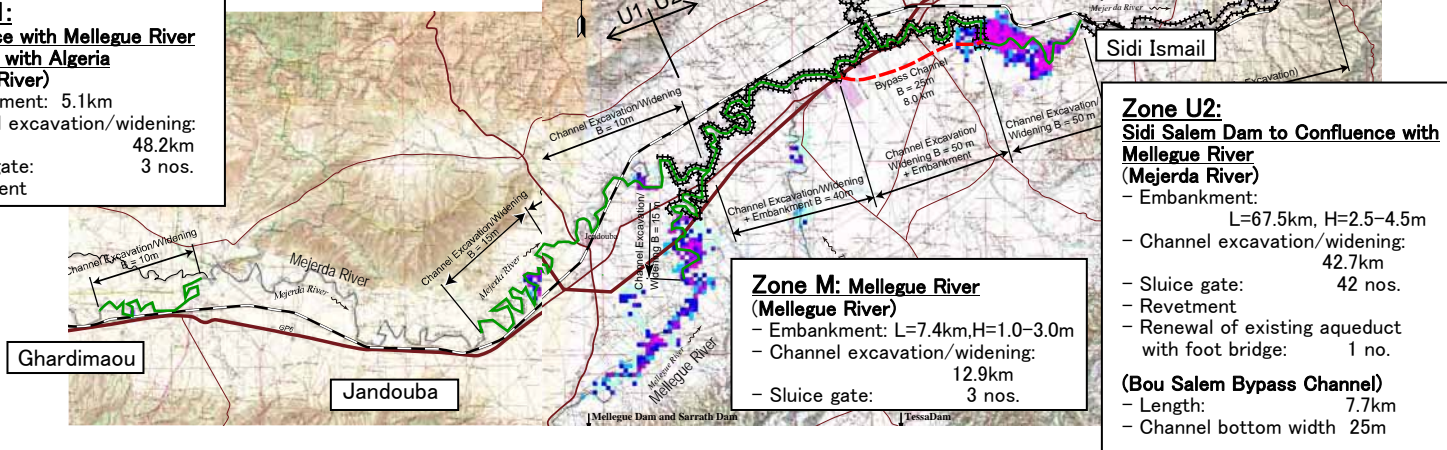 1:
with Mellegue River
with Algeria
River)
5.1km
excavation/widening:
48.2km
3 nos.
U1, U2
Mejerda River
Sidi Ismail
Excavation)
Channel Excavation/Widening
B = 10m
Bypass Channel
B = 25m
8.0 km
Channel Excavation/
Widening B = 50 m
Channel Excavation/
Widening B = 50 m
+ Embankment
Channel Excavation/Widening
+ Embankment B = 40m
Channel Excavation/
Widening B = 15 m
Channel Excavation/Widening
B = 15m
Channel Excavation/Widening
B = 10m
Mejerda River
Mejerda River
Mejerda River
Jendouba
GP6
Ghardimaou
Jandouba
Mellegue River
Mellegue River
Mellegue Dam and Sarrath Dam
TessaDam
Zone M: Mellegue River
(Mellegue River)
- Embankment: L=7.4km,H=1.0-3.0m
- Channel excavation/widening:
12.9km
- Sluice gate: 3 nos.
Zone U2:
Sidi Salem Dam to Confluence with
Mellegue River
(Mejerda River)
- Embankment:
L=67.5km, H=2.5-4.5m
- Channel excavation/widening:
42.7km
- Sluice gate: 42 nos.
- Revetment
- Renewal of existing aqueduct
with foot bridge: 1 no.
(Bou Salem Bypass Channel)
- Length: 7.7km
- Channel bottom width 25m